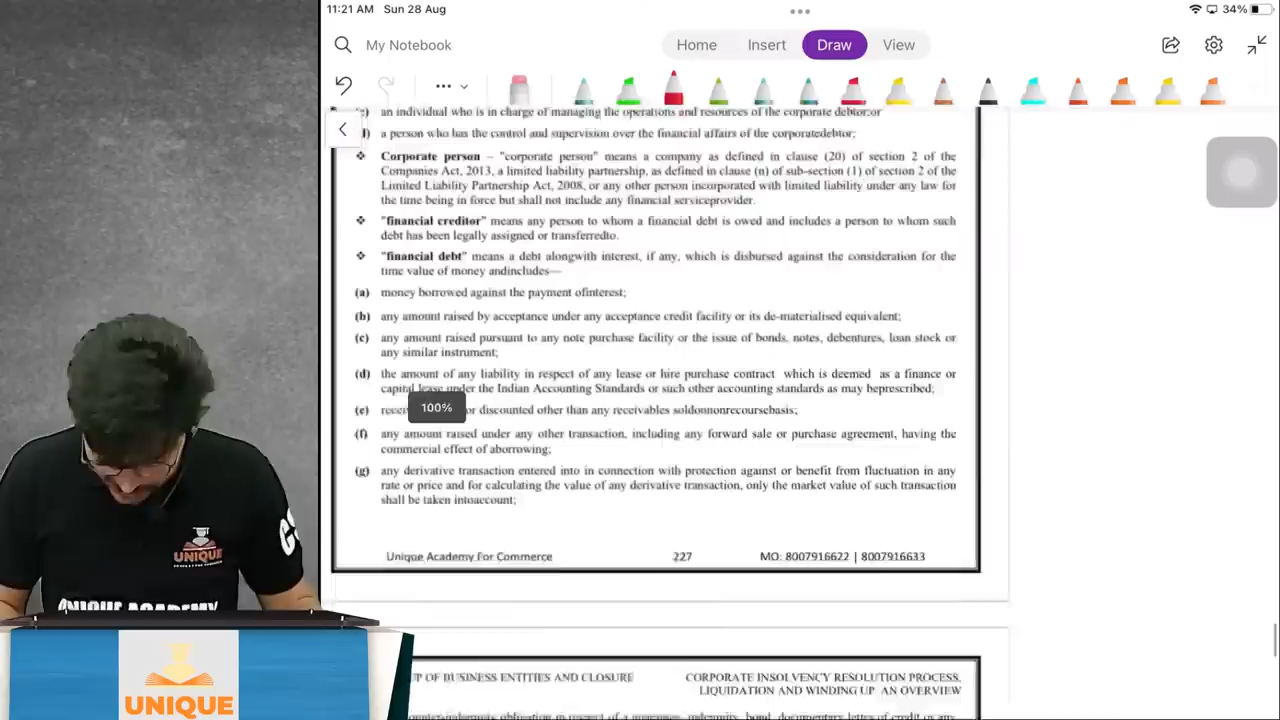 11:21 AM Sun 28 Aug
34%
My Notebook
Home Insert Draw View
an individual who is in charge of managing the operations and resources of the corporate debtor;or
a person who has the control and supervision over the financial affairs of the corporatedebtor;
❖ Corporate person – "corporate person" means a company as defined in clause (20) of section 2 of the
Companies Act, 2013, a limited liability partnership, as defined in clause (n) of sub-section (1) of section 2 of the
Limited Liability Partnership Act, 2008, or any other person incorporated with limited liability under any law for
the time being in force but shall not include any financial serviceprovider.
❖ "financial creditor" means any person to whom a financial debt is owed and includes a person to whom such
debt has been legally assigned or transferredto.
❖ "financial debt" means a debt alongwith interest, if any, which is disbursed against the consideration for the
time value of money andincludes—
(a) money borrowed against the payment ofinterest;
(b) any amount raised by acceptance under any acceptance credit facility or its de-materialised equivalent;
(c) any amount raised pursuant to any note purchase facility or the issue of bonds, notes, debentures, loan stock or
any similar instrument;
(d) the amount of any liability in respect of any lease or hire purchase contract which is deemed as a finance or
capital lease under the Indian Accounting Standards or such other accounting standards as may beprescribed;
(e) or discounted other than any receivables soldonnonrecoursebasis;
100%
(f) any amount raised under any other transaction, including any forward sale or purchase agreement, having the
commercial effect of aborrowing;
(g) any derivative transaction entered into in connection with protection against or benefit from fluctuation in any
rate or price and for calculating the value of any derivative transaction, only the market value of such transaction
shall be taken intoaccount;
Unique Academy For Commerce 227 MO: 8007916622 | 8007916633
UP OF BUSINESS ENTITIES AND CLOSURE CORPORATE INSOLVENCY RESOLUTION PROCESS,
LIQUIDATION AND WINDING UP AN OVERVIEW
UNIQUE
UNIQUE ACADEMY
UNIQUE